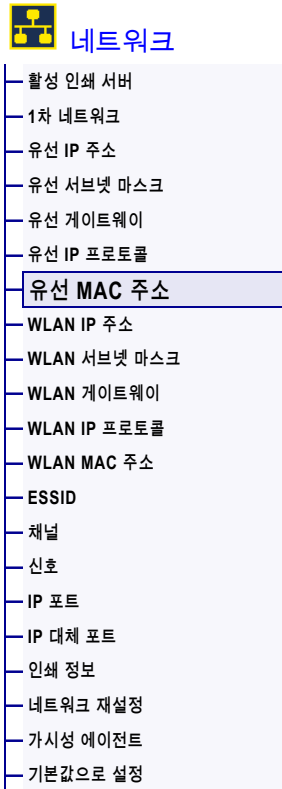 네트워크
활성 인쇄 서버
1차 네트워크
유선 IP 주소
유선 서브넷 마스크
유선 게이트웨이
유선 IP 프로토콜
유선 MAC 주소
WLAN IP 주소
WLAN 서브넷 마스크
WLAN 게이트웨이
WLAN IP 프로토콜
WLAN MAC 주소
ESSID
채널
신호
IP 포트
IP 대체 포트
인쇄 정보
네트워크 재설정
가시성 에이전트
기본값으로 설정